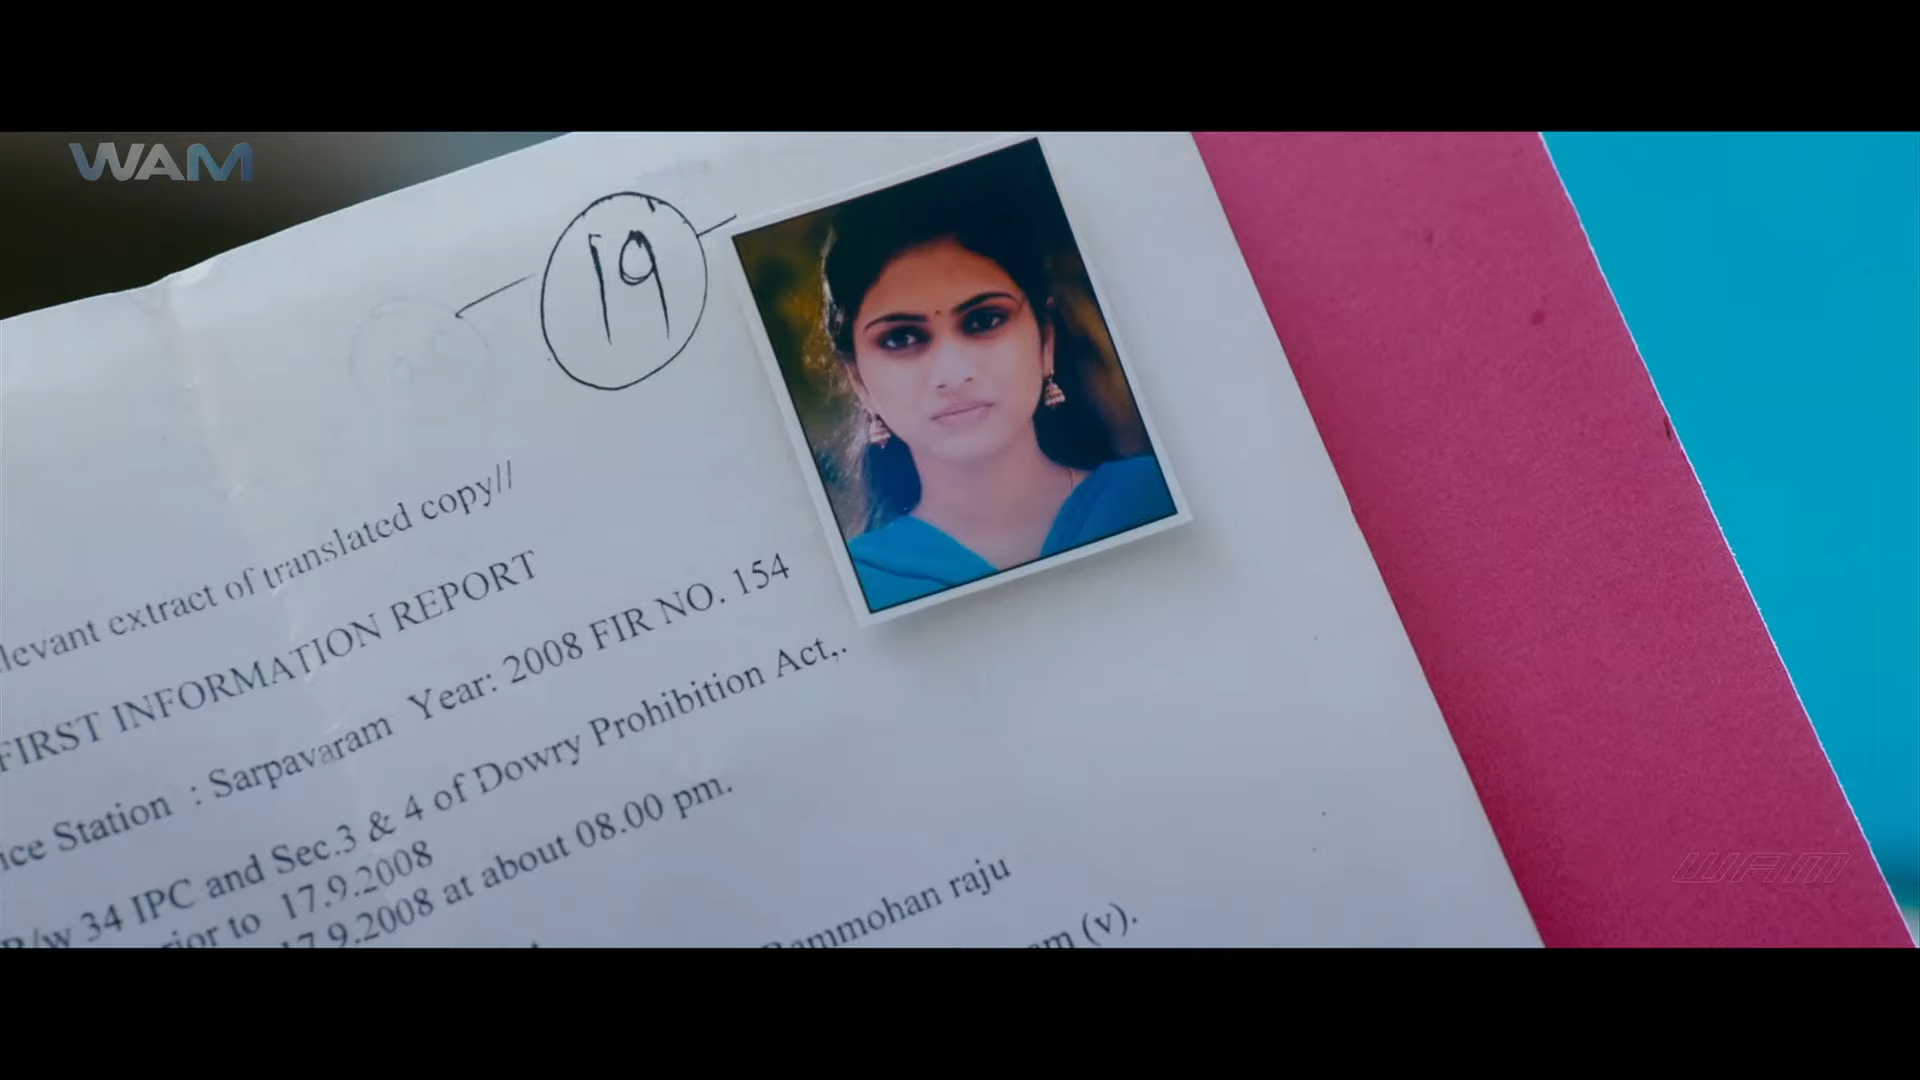 WAM
19
levant extract of translated copy//
FIRST INFORMATION REPORT
ice Station : Sarpavaram Year: 2008 FIR NO. 154
R/w 34 IPC and Sec.3 & 4 of Dowry Prohibition Act,.
rior to 17.9.2008
17.9.2008 at about 08.00 pm.
Rammohan raju
am (v).
WAM